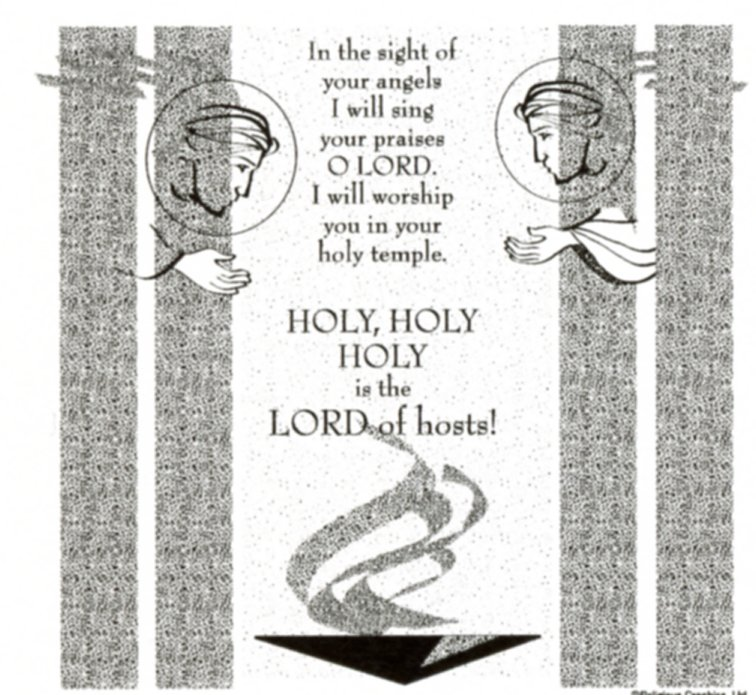 In the sight of
your angels
I will sing
your praises
O LORD.
I will worship
you in your
holy temple.
HOLY, HOLY
HOLY
is the
LORD of hosts!